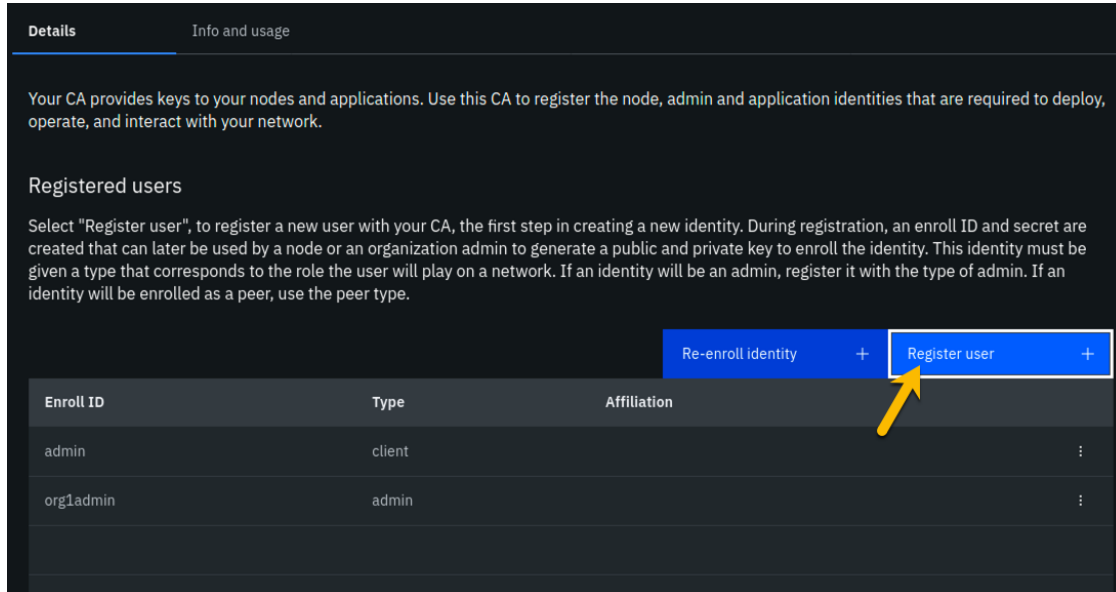 Details Info and usage
Your CA provides keys to your nodes and applications. Use this CA to register the node, admin and application identities that are required to deploy,
operate, and interact with your network.
Registered users
Select "Register user", to register a new user with your CA, the first step in creating a new identity. During registration, an enroll ID and secret are
created that can later be used by a node or an organization admin to generate a public and private key to enroll the identity. This identity must be
given a type that corresponds to the role the user will play on a network. If an identity will be an admin, register it with the type of admin. If an
identity will be enrolled as a peer, use the peer type.
Re-enroll identity + Register user +
Enroll ID Type Affiliation
admin client
org1admin admin